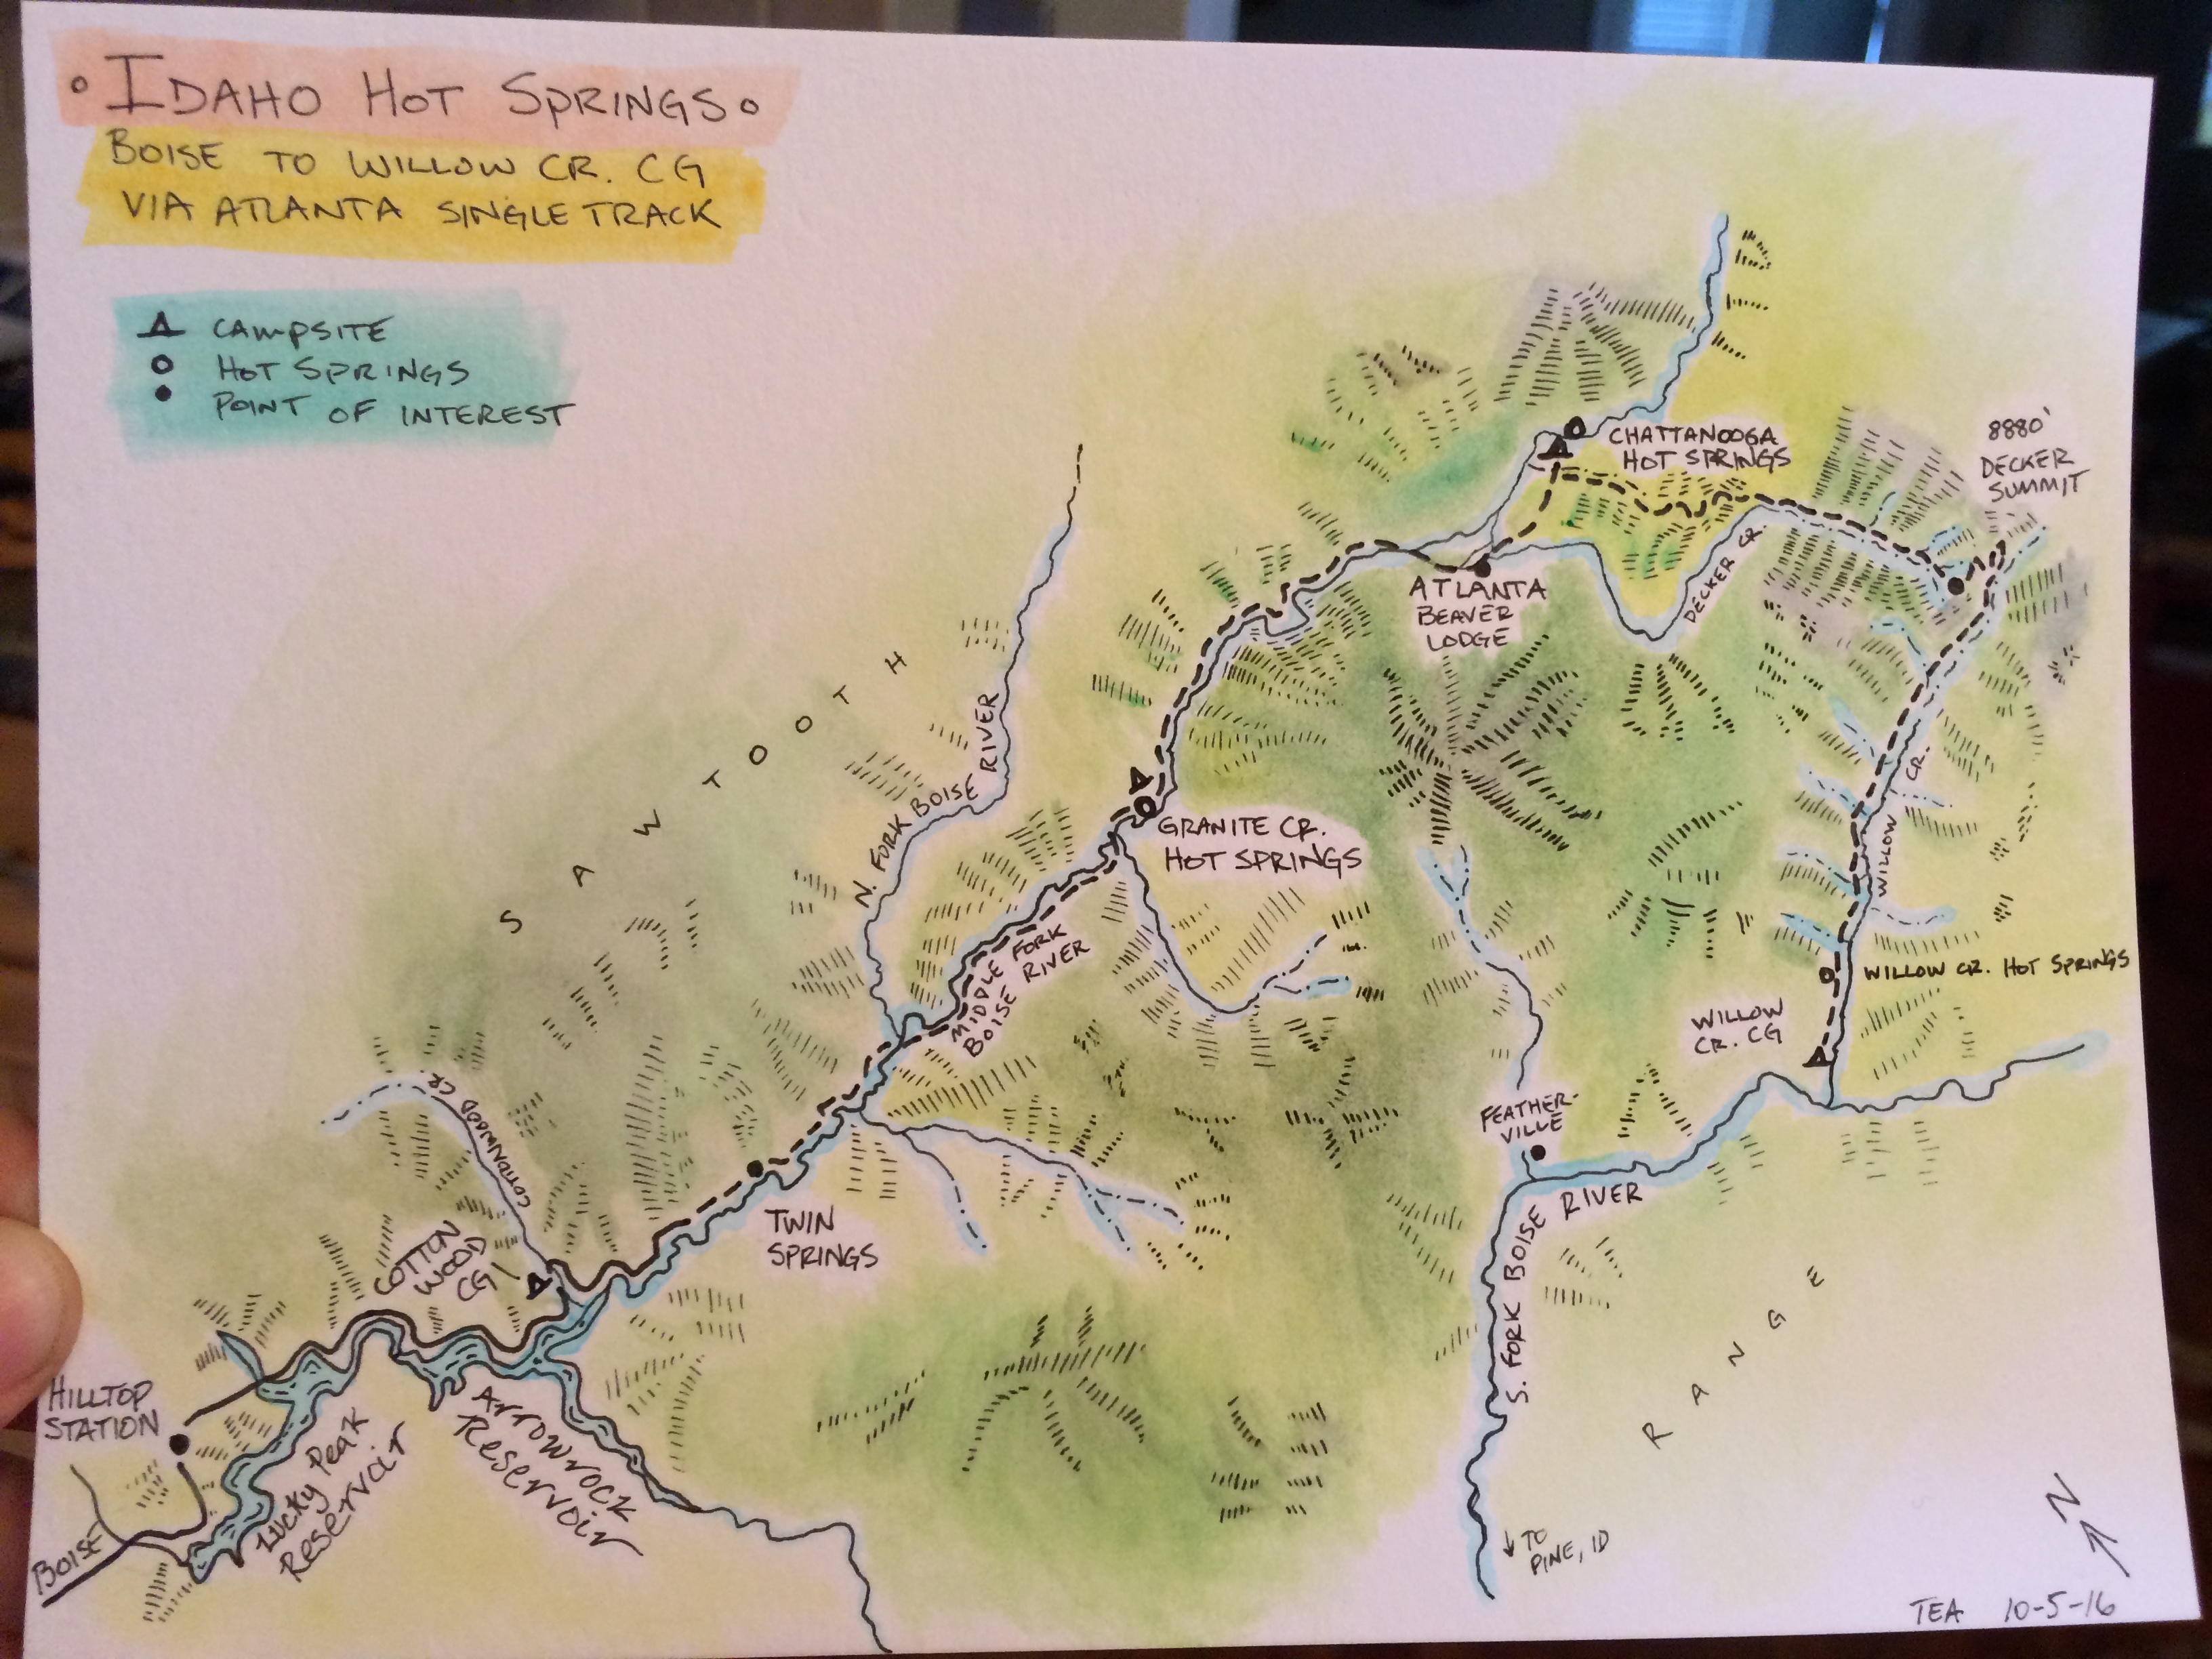 IDAHO HOT SPRINGS
BOISE TO WILLOW CR. CG
VIA ATLANTA SINGLETRACK
CAMPSITE
HOT SPRINGS
POINT OF INTEREST
CHATTANOOGA
HOT SPRINGS
8880'
DECKER
SUMMIT
DECKER CR.
ATLANTA
BEAVER
LODGE
SAWTOOTH
N. FORK BOISE RIVER
GRANITE CR.
HOT SPRINGS
MIDDLE FORK
BOISE RIVER
WILLOW CR.
WILLOW CR. HOT SPRINGS
WILLOW
CR. CG
FEATHER-
VILLE
COTTONWOOD CR.
COTTON
WOOD
CG
TWIN
SPRINGS
S. FORK BOISE RIVER
RANGE
HILLTOP
STATION
Lucky Peak
Reservoir
Arrowrock
Reservoir
BOISE
TO
PINE, ID
N
TEA 10-5-16